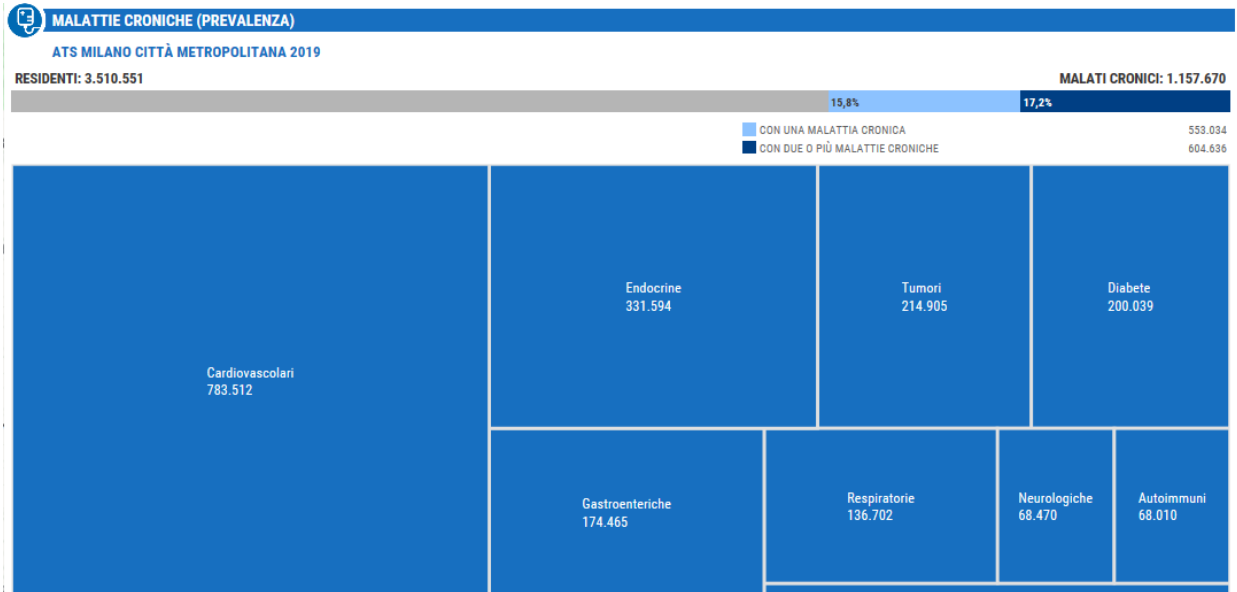 MALATTIE CRONICHE (PREVALENZA)
ATS MILANO CITTÀ METROPOLITANA 2019
RESIDENTI: 3.510.551
MALATI CRONICI: 1.157.670
15,8%
17,2%
CON UNA MALATTIA CRONICA
553.034
CON DUE O PIÙ MALATTIE CRONICHE
604.636
Cardiovascolari
783.512
Endocrine
331.594
Tumori
214.905
Diabete
200.039
Gastroenteriche
174.465
Respiratorie
136.702
Neurologiche
68.470
Autoimmuni
68.010